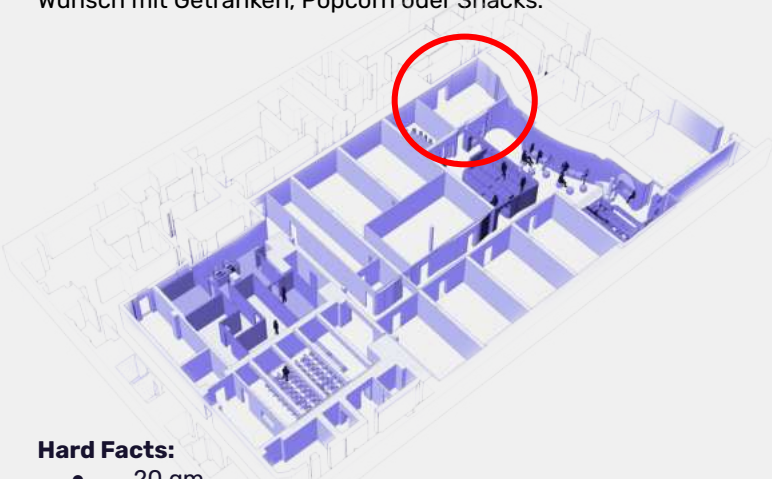 Wunsch mit Getränken, Popcorn oder Snacks.
Hard Facts:
● 20 qm